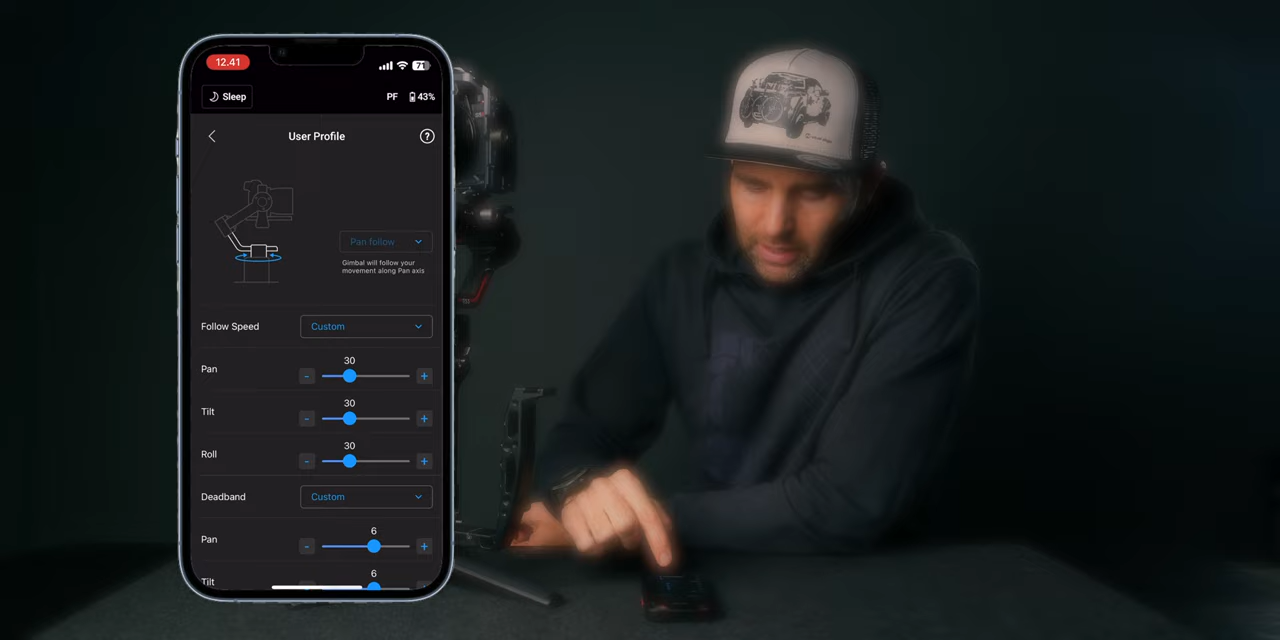 12.41
71
Sleep
PF
43%
User Profile
?
Pan follow
Gimbal will follow your
movement along Pan axis
Follow Speed
Custom
Pan
30
-
+
Tilt
30
-
+
Roll
30
-
+
Deadband
Custom
Pan
6
-
+
Tilt
6